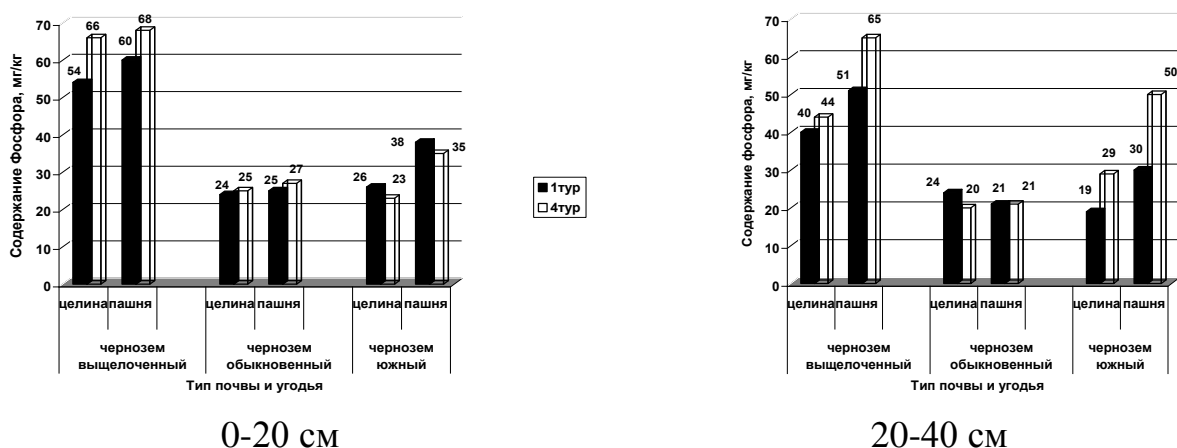 Содержание Фосфора, мг/кг
70
60
50
40
30
20
10
0
54
66
60
68
24
25
25
27
26
23
38
35
целина
пашня
целина
пашня
целина
пашня
чернозем
выщелоченный
чернозем
обыкновенный
чернозем
южный
Тип почвы и угодья
0-20 см
1тур
4тур
Содержание фосфора, мг/кг
70
60
50
40
30
20
10
0
40
44
51
65
24
20
21
21
19
29
30
50
целина
пашня
целина
пашня
целина
пашня
чернозем
выщелоченный
чернозем
обыкновенный
чернозем
южный
Тип почвы и угодья
20-40 см